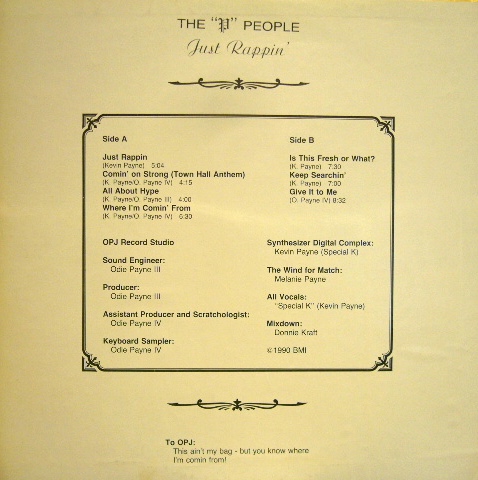 THE "P" PEOPLE
Just Rappin'
Side A
Just Rappin
(Kevin Payne) 5:04
Comin' on Strong (Town Hall Anthem)
(K. Payne/O. Payne IV) 4:15
All About Hype
(K. Payne/O. Payne III) 4:00
Where I'm Comin' From
(K. Payne/O. Payne IV) 6:30
Side B
Is This Fresh or What?
(K. Payne) 7:30
Keep Searchin'
(K. Payne) 7:00
Give It to Me
(O. Payne IV) 8:32
OPJ Record Studio
Sound Engineer:
Odie Payne III
Producer:
Odie Payne III
Assistant Producer and Scratchologist:
Odie Payne IV
Keyboard Sampler:
Odie Payne IV
Synthesizer Digital Complex:
Kevin Payne (Special K)
The Wind for Match:
Melanie Payne
All Vocals:
"Special K" (Kevin Payne)
Mixdown:
Donnie Kraft
©1990 BMI
To OPJ:
This ain't my bag - but you know where
I'm comin from!